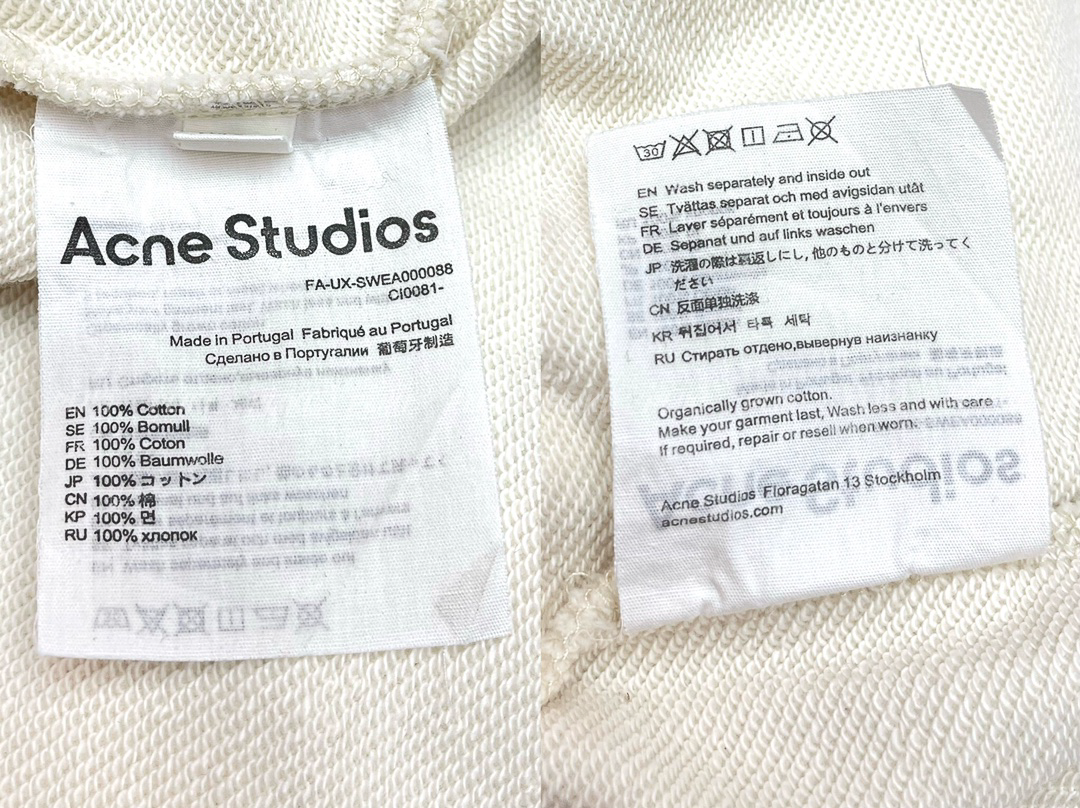 Acne Studios
FA-UX-SWEA000088
CI0081-
Made in Portugal Fabriqué au Portugal
Сделано в Португалии 葡萄牙制造
EN 100% Cotton
SE 100% Bomull
FR 100% Coton
DE 100% Baumwolle
JP 100% コットン
CN 100% 棉
KP 100% 면
RU 100% хлопок
30
EN Wash separately and inside out
SE Tvättas separat och med avigsidan utåt
FR Laver séparément et toujours à l'envers
DE Separat und auf links waschen
JP 洗濯の際は裏返しにし, 他のものと分けて洗ってく
ださい
CN 反面单独洗涤
KR 뒤집어서 타륵 세탁
RU Стирать отдено,вывернув наизнанку
Organically grown cotton.
Make your garment last, Wash less and with care
If required, repair or resell when worn.
Acne Studios Floragatan 13 Stockholm
acnestudios.com